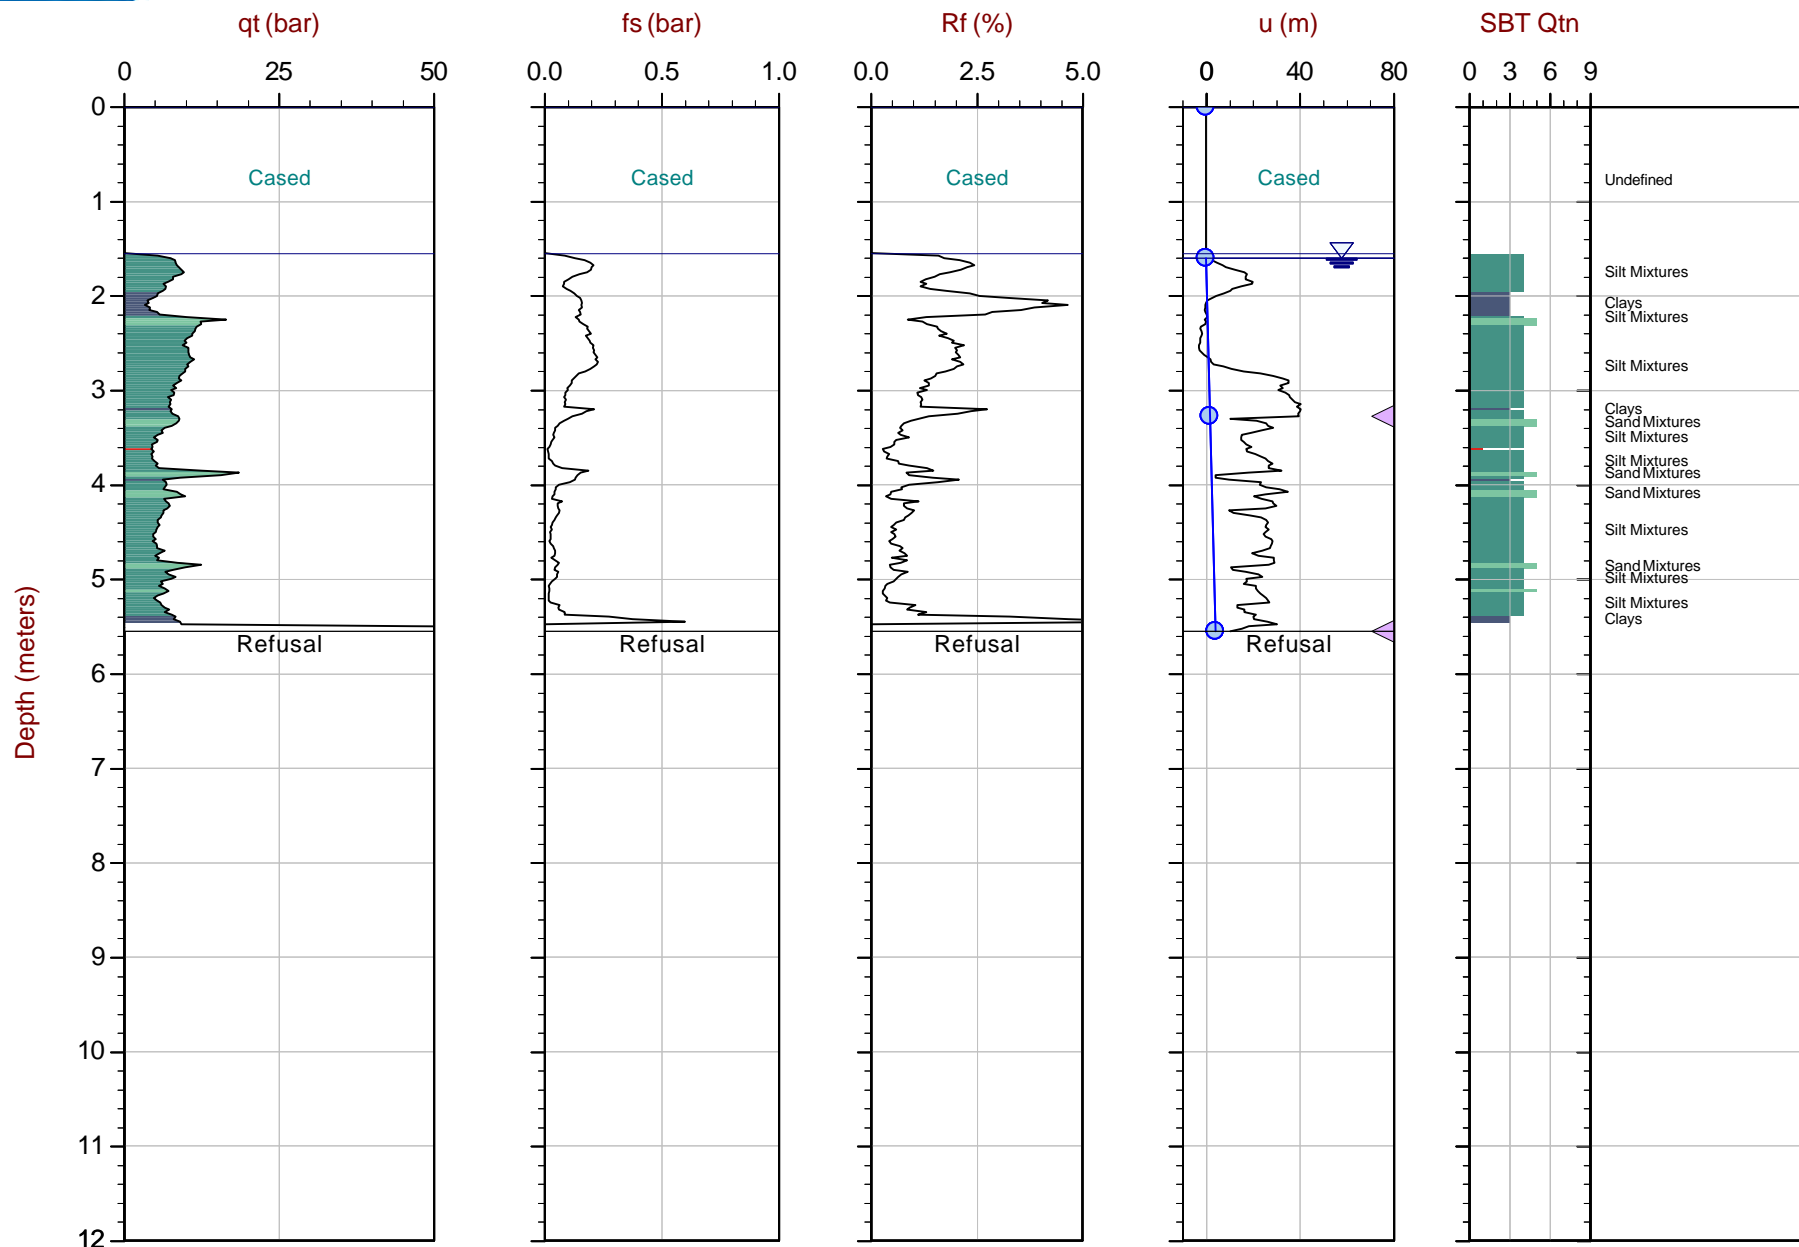 qt (bar) fs (bar) Rf (%) u (m) SBT Qtn
0 25 50 0.0 0.5 1.0 0.0 2.5 5.0 0 40 80 0 3 6 9
0
Cased Cased Cased Cased Undefined
1
Silt Mixtures
2
Clays
Silt Mixtures
Silt Mixtures
3
Clays
Sand Mixtures
Silt Mixtures
Silt Mixtures
Sand Mixtures
4
Sand Mixtures
Silt Mixtures
Sand Mixtures
5
Silt Mixtures
Silt Mixtures
Clays
Refusal Refusal Refusal Refusal
6
Depth (meters)
7
8
9
10
11
12